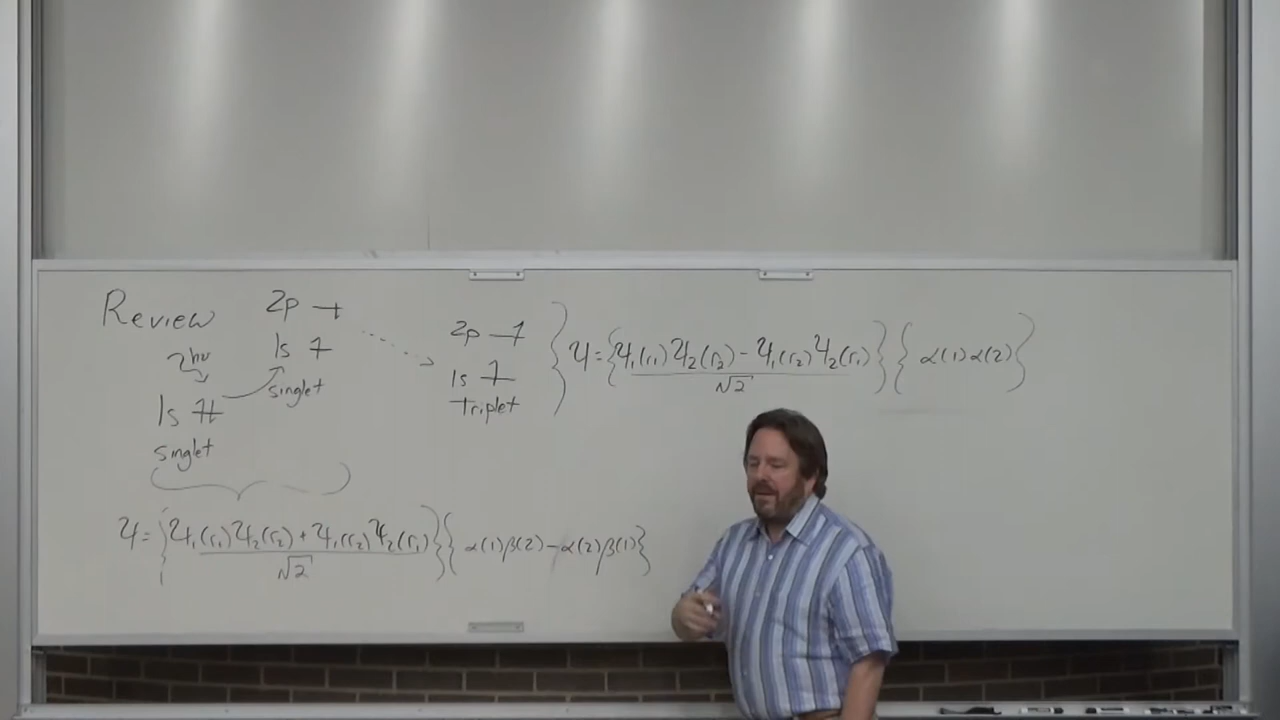 Review
2hν
1s ⥮
singlet
2p ⇂
1s ↿
singlet
2p ↿
1s ↿
Triplet
Ψ = {Ψ₁(r₁)Ψ₂(r₂) − Ψ₁(r₂)Ψ₂(r₁) / √2} {α(1)α(2)}
Ψ = {Ψ₁(r₁)Ψ₂(r₂) + Ψ₁(r₂)Ψ₂(r₁) / √2} {α(1)β(2) − α(2)β(1)}